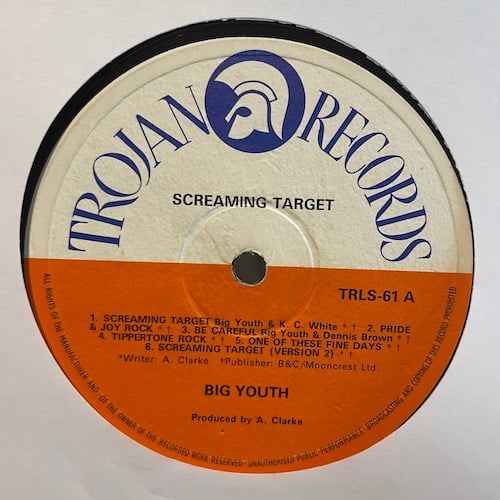 TROJAN RECORDS
SCREAMING TARGET
TRLS-61 A
1. SCREAMING TARGET Big Youth & K. C. White * † 2. PRIDE
& JOY ROCK * † 3. BE CAREFUL Big Youth & Dennis Brown * †
4. TIPPERTONE ROCK * † 5. ONE OF THESE FINE DAYS * †
6. SCREAMING TARGET (VERSION 2) * †
*Writer: A. Clarke †Publisher: B&C/Mooncrest Ltd.
BIG YOUTH
Produced by A. Clarke
ALL RIGHTS OF THE MANUFACTURER AND OF THE OWNER OF THE RECORDED WORK RESERVED - UNAUTHORISED PUBLIC PERFORMANCE - BROADCASTING AND COPYING OF THIS RECORD PROHIBITED